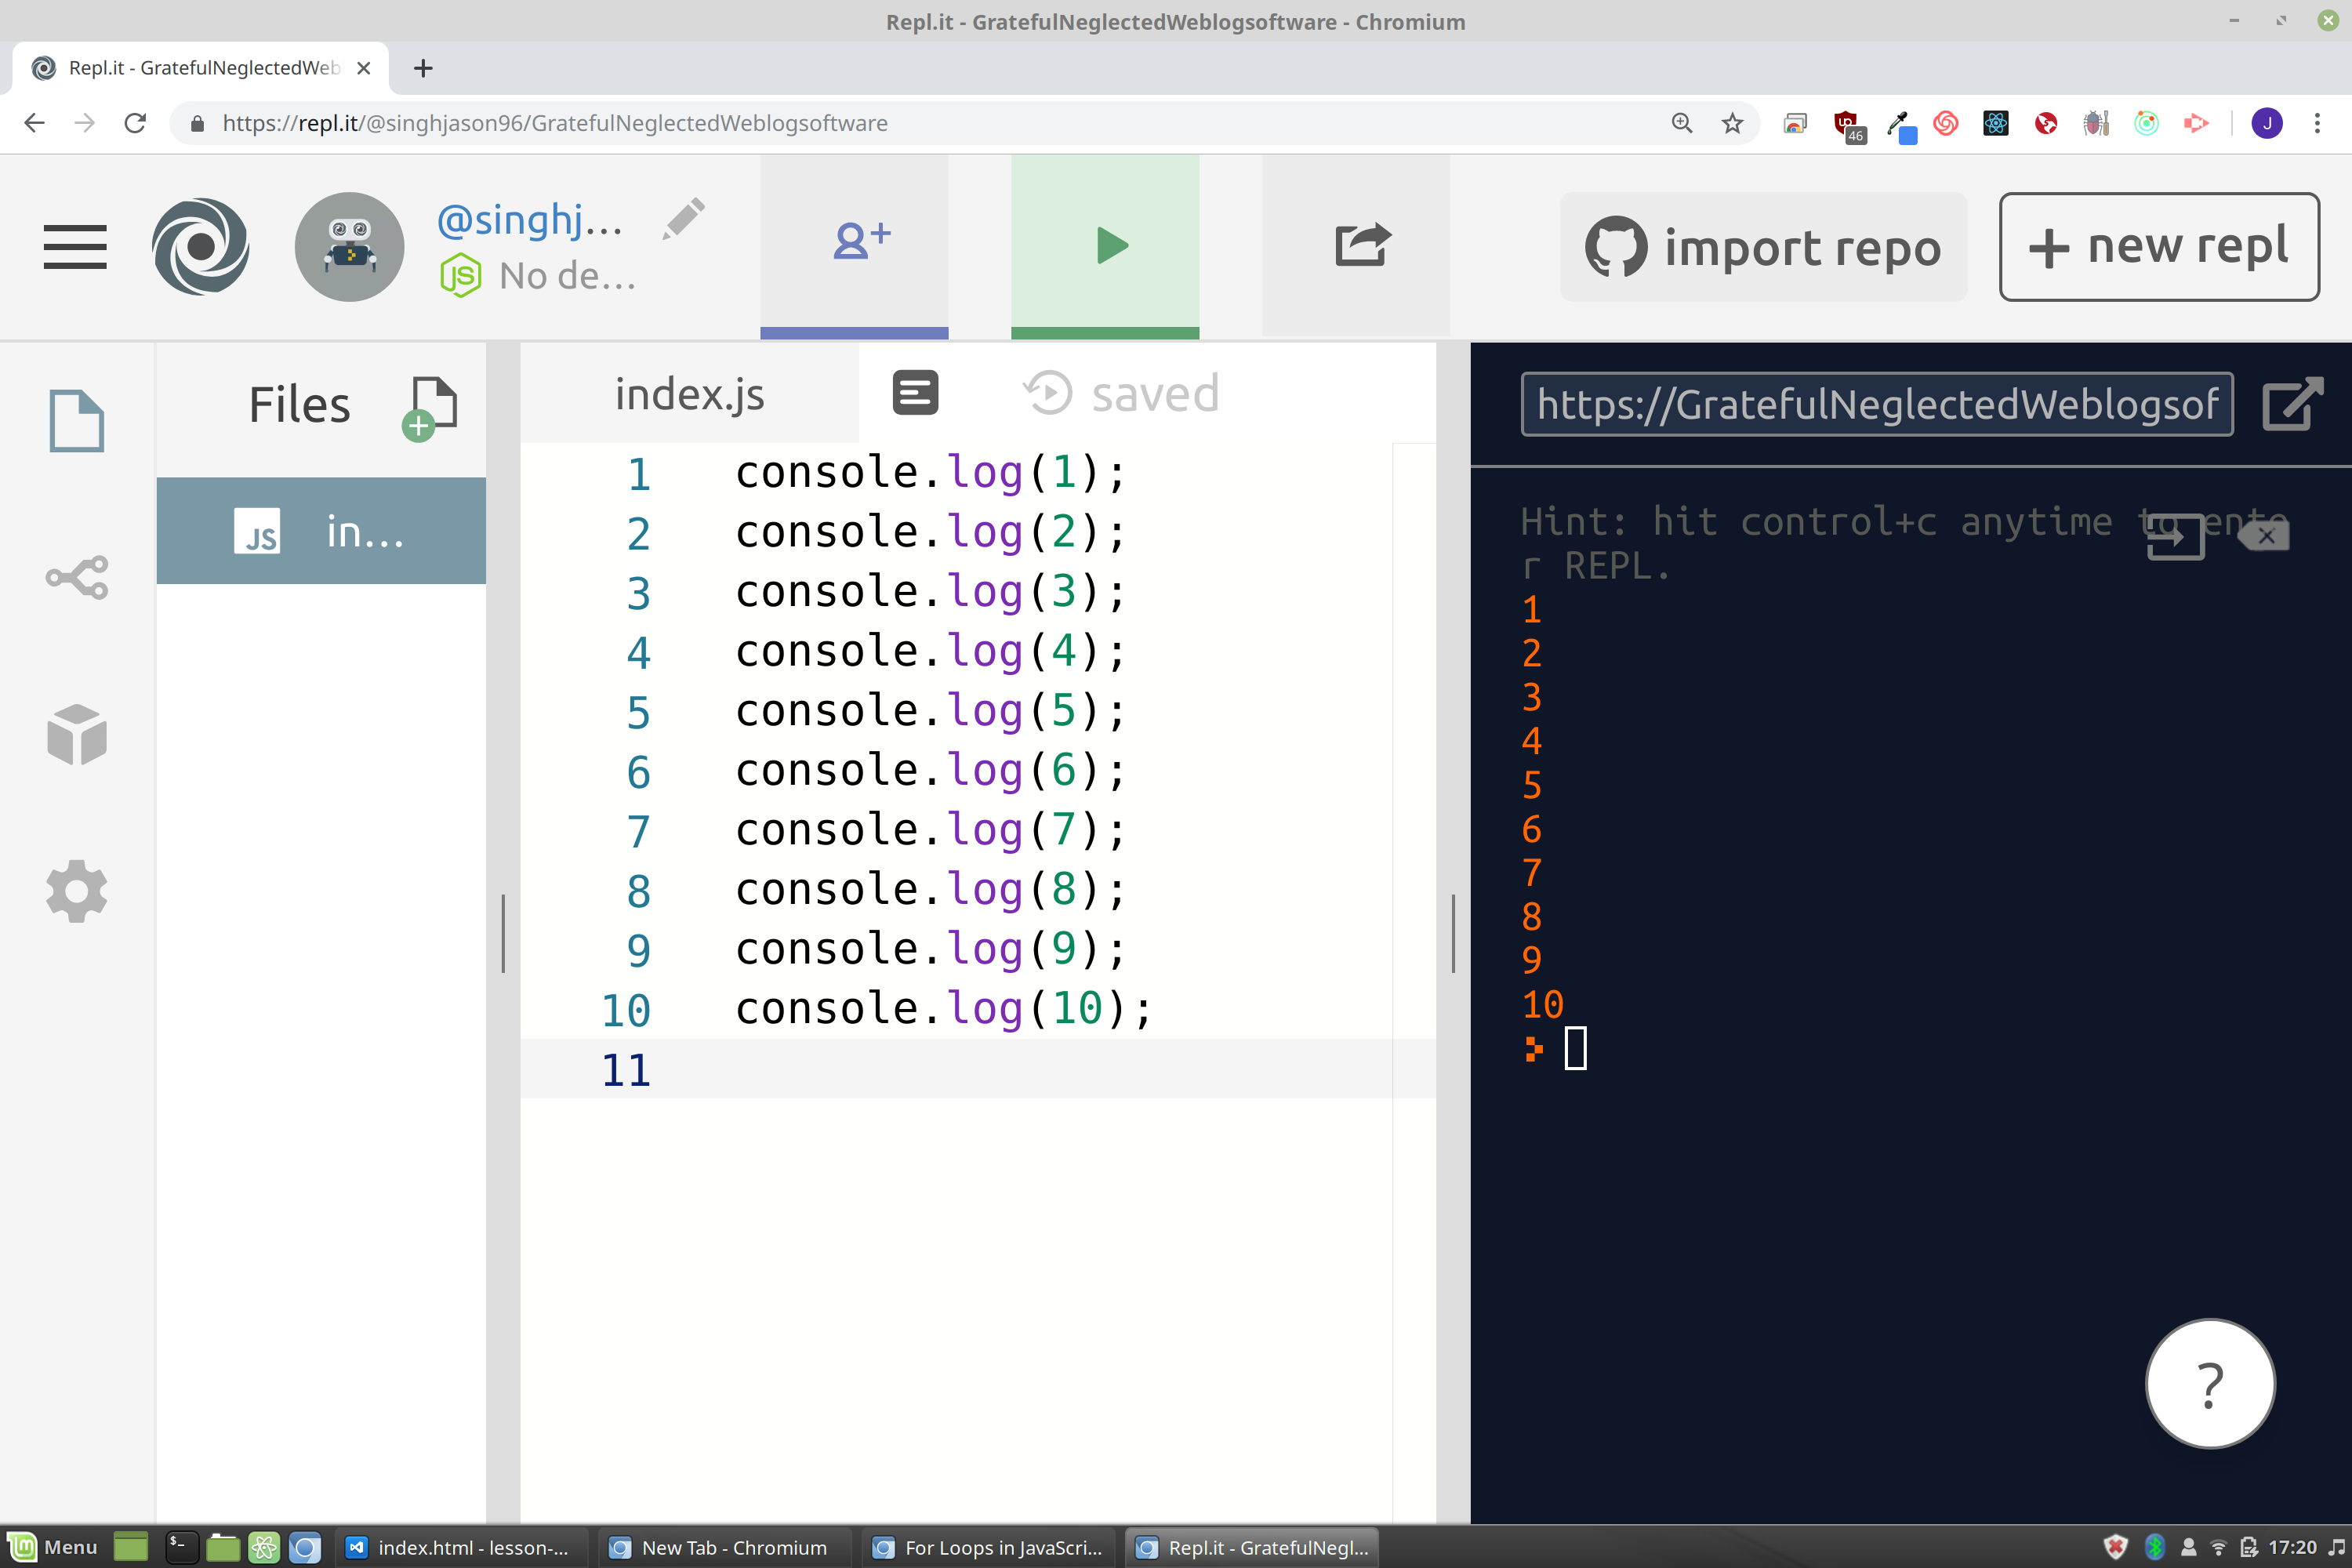 Repl.it - GratefulNeglectedWeblogsoftware - Chromium
Repl.it - GratefulNeglectedWeb
https://repl.it/@singhjason96/GratefulNeglectedWeblogsoftware
46
J
@singhj...
No de...
import repo
+ new repl
Files
JS in...
index.js
saved
1 console.log(1);
2 console.log(2);
3 console.log(3);
4 console.log(4);
5 console.log(5);
6 console.log(6);
7 console.log(7);
8 console.log(8);
9 console.log(9);
10 console.log(10);
11
https://GratefulNeglectedWeblogsof
Hint: hit control+c anytime to ente
r REPL.
1
2
3
4
5
6
7
8
9
10
?
Menu
index.html - lesson-...
New Tab - Chromium
For Loops in JavaScri...
Repl.it - GratefulNegl...
17:20